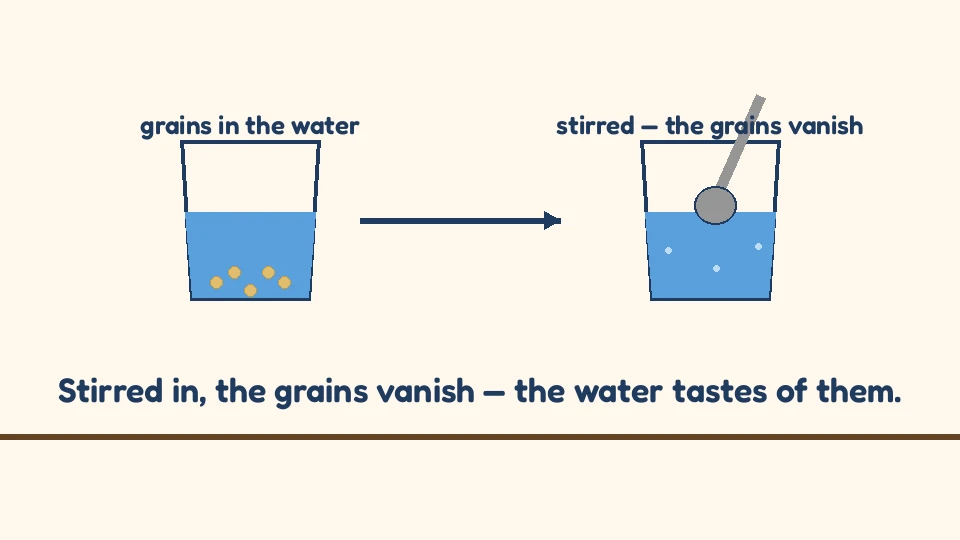 grains in the water
stirred — the grains vanish
Stirred in, the grains vanish — the water tastes of them.